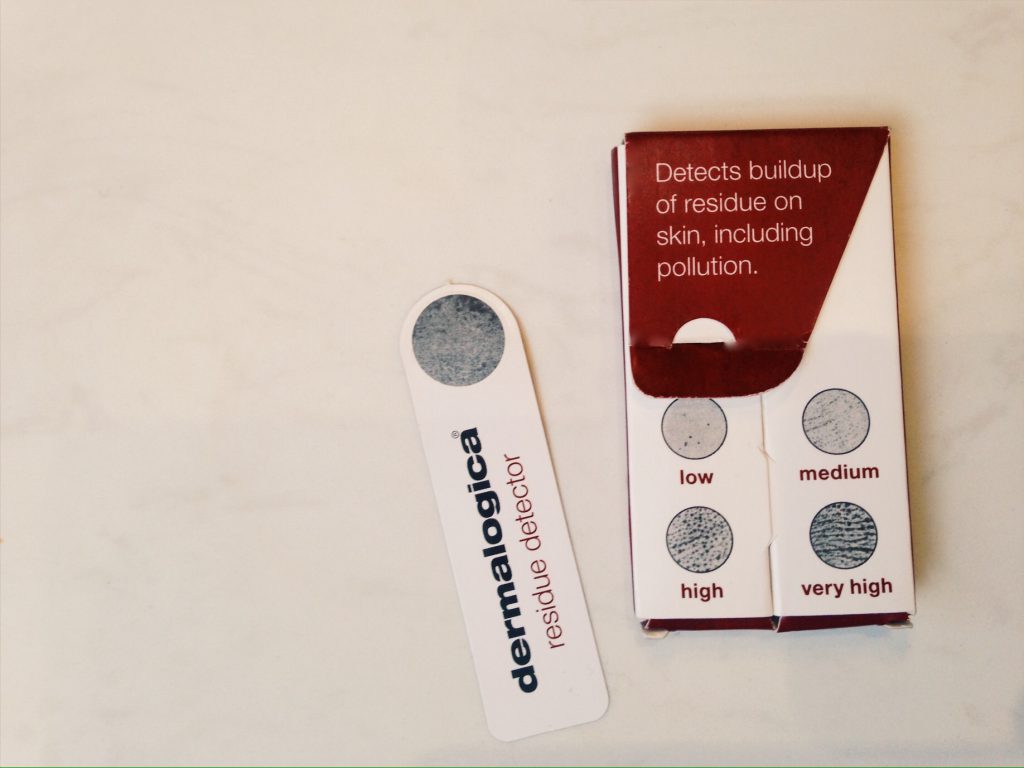 Detects buildup
of residue on
skin, including
pollution.
low
medium
high
very high
dermalogica®
residue detector